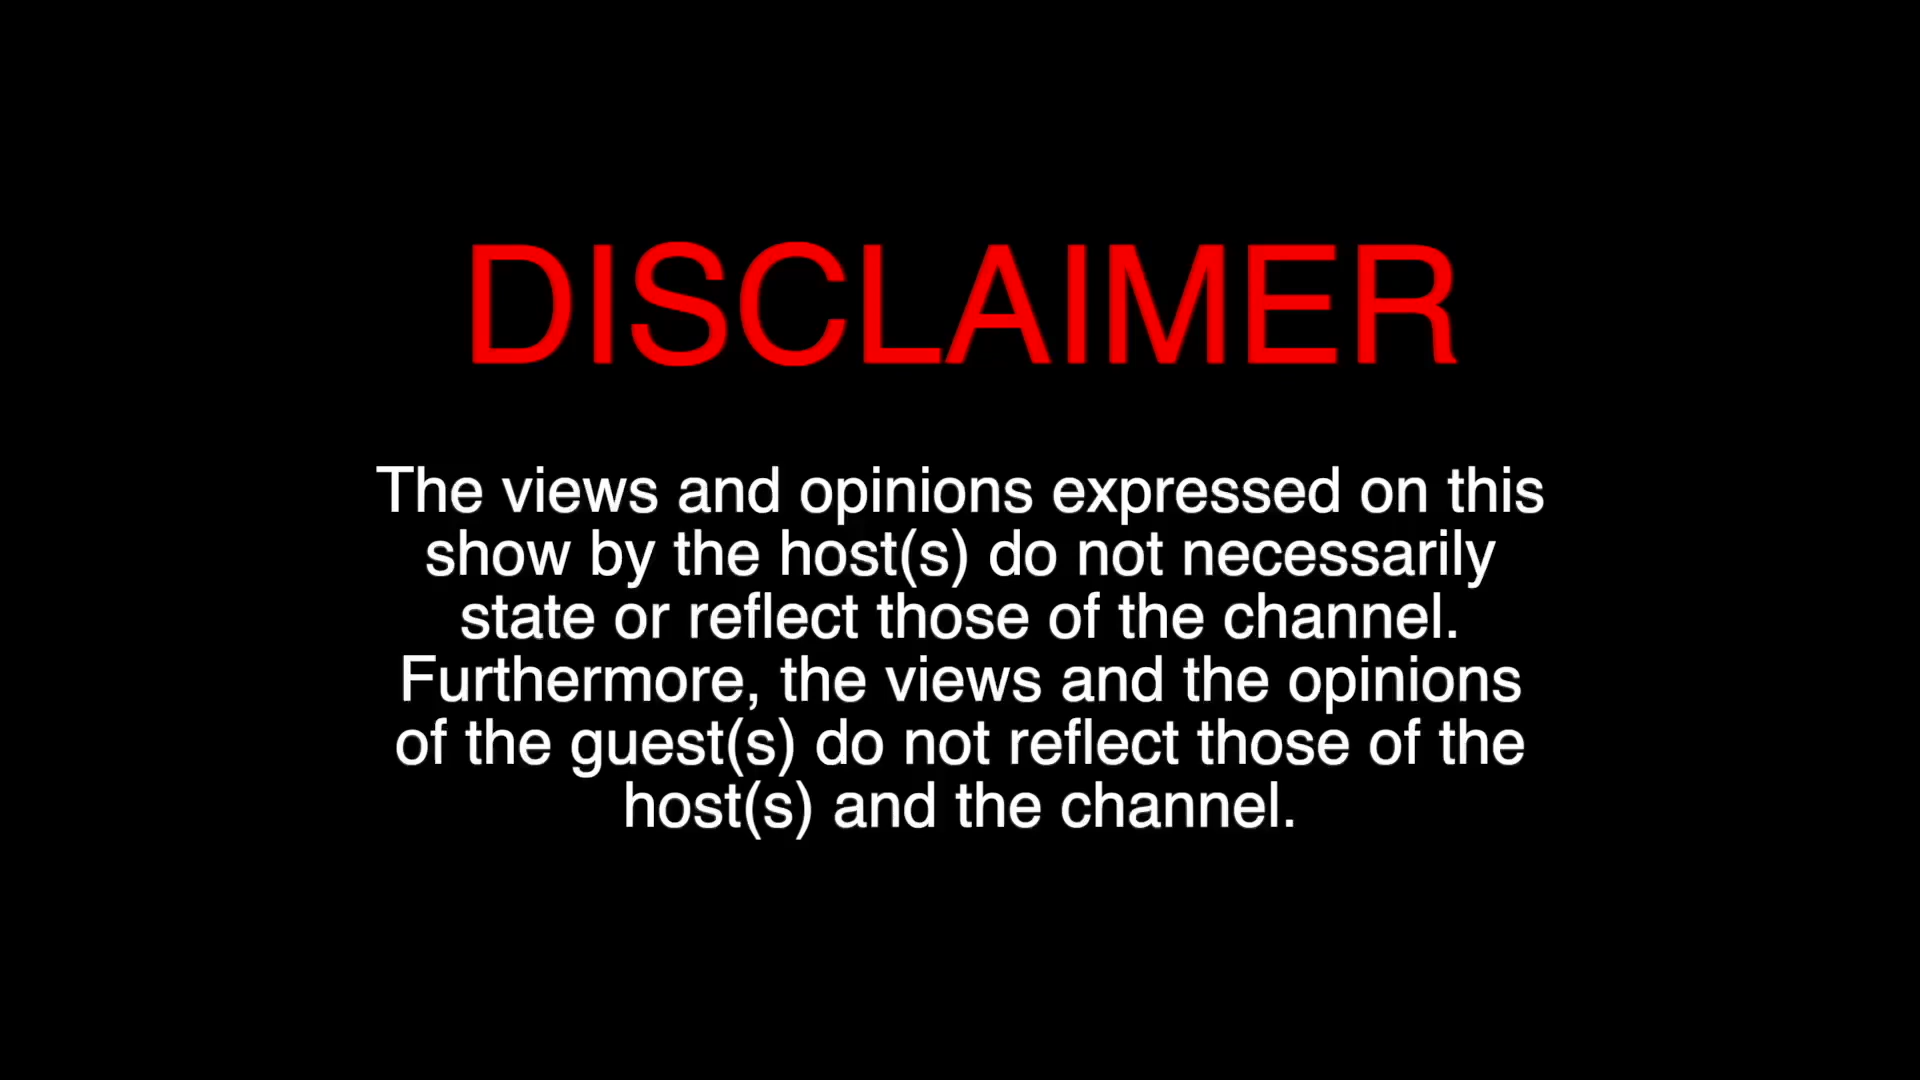 DISCLAIMER
The views and opinions expressed on this
show by the host(s) do not necessarily
state or reflect those of the channel.
Furthermore, the views and the opinions
of the guest(s) do not reflect those of the
host(s) and the channel.